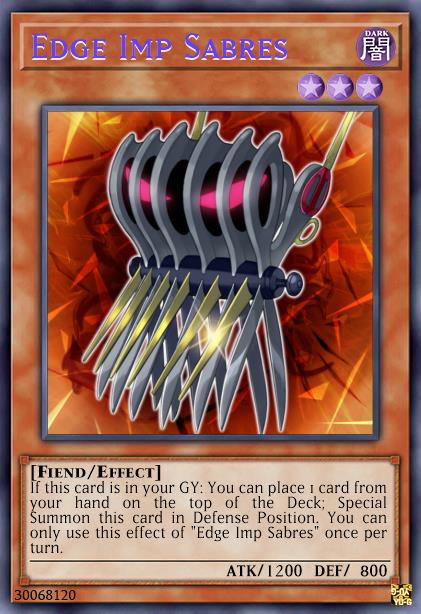 Edge Imp Sabres
DARK
闇
[Fiend/Effect]
If this card is in your GY: You can place 1 card from
your hand on the top of the Deck; Special
Summon this card in Defense Position. You can
only use this effect of "Edge Imp Sabres" once per
turn.
ATK/1200 DEF/ 800
30068120